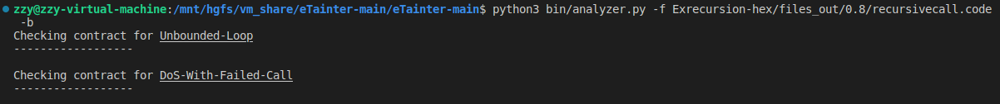 zzy@zzy-virtual-machine:/mnt/hgfs/vm_share/eTainter-main/eTainter-main$ python3 bin/analyzer.py -f Exrecursion-hex/files_out/0.8/recursivecall.code
-b
Checking contract for Unbounded-Loop
------------------
Checking contract for DoS-With-Failed-Call
------------------